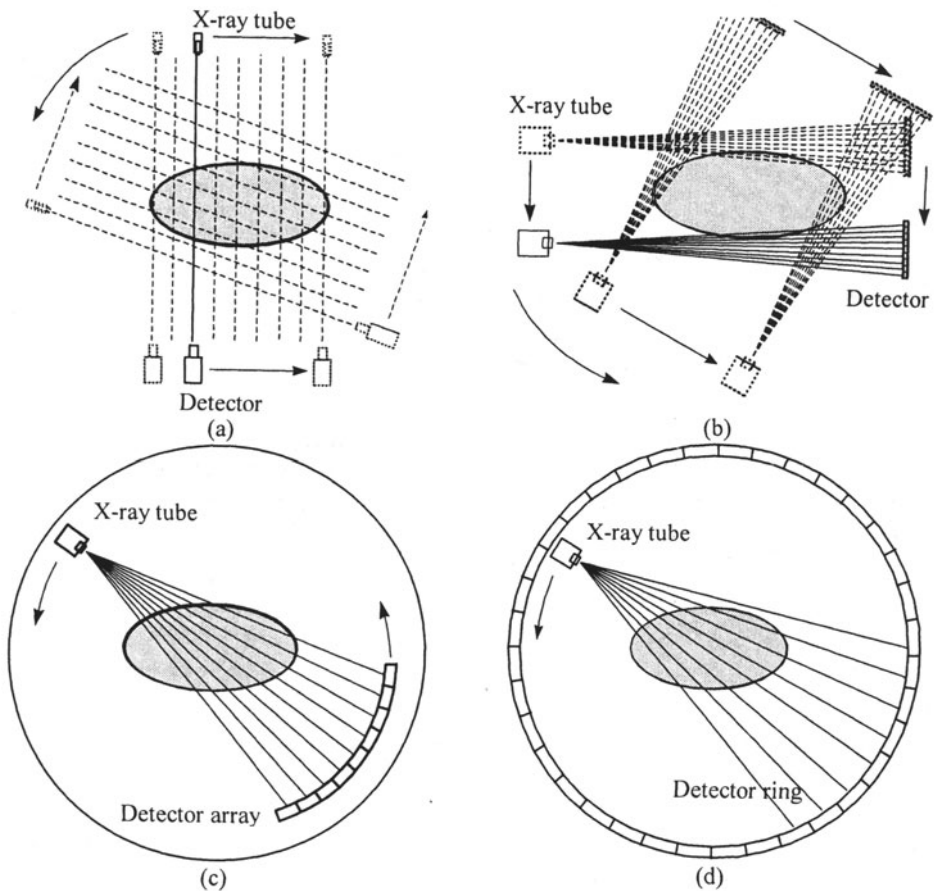 X-ray tube
Detector
(a)
X-ray tube
Detector
(b)
X-ray tube
Detector array
(c)
X-ray tube
Detector ring
(d)